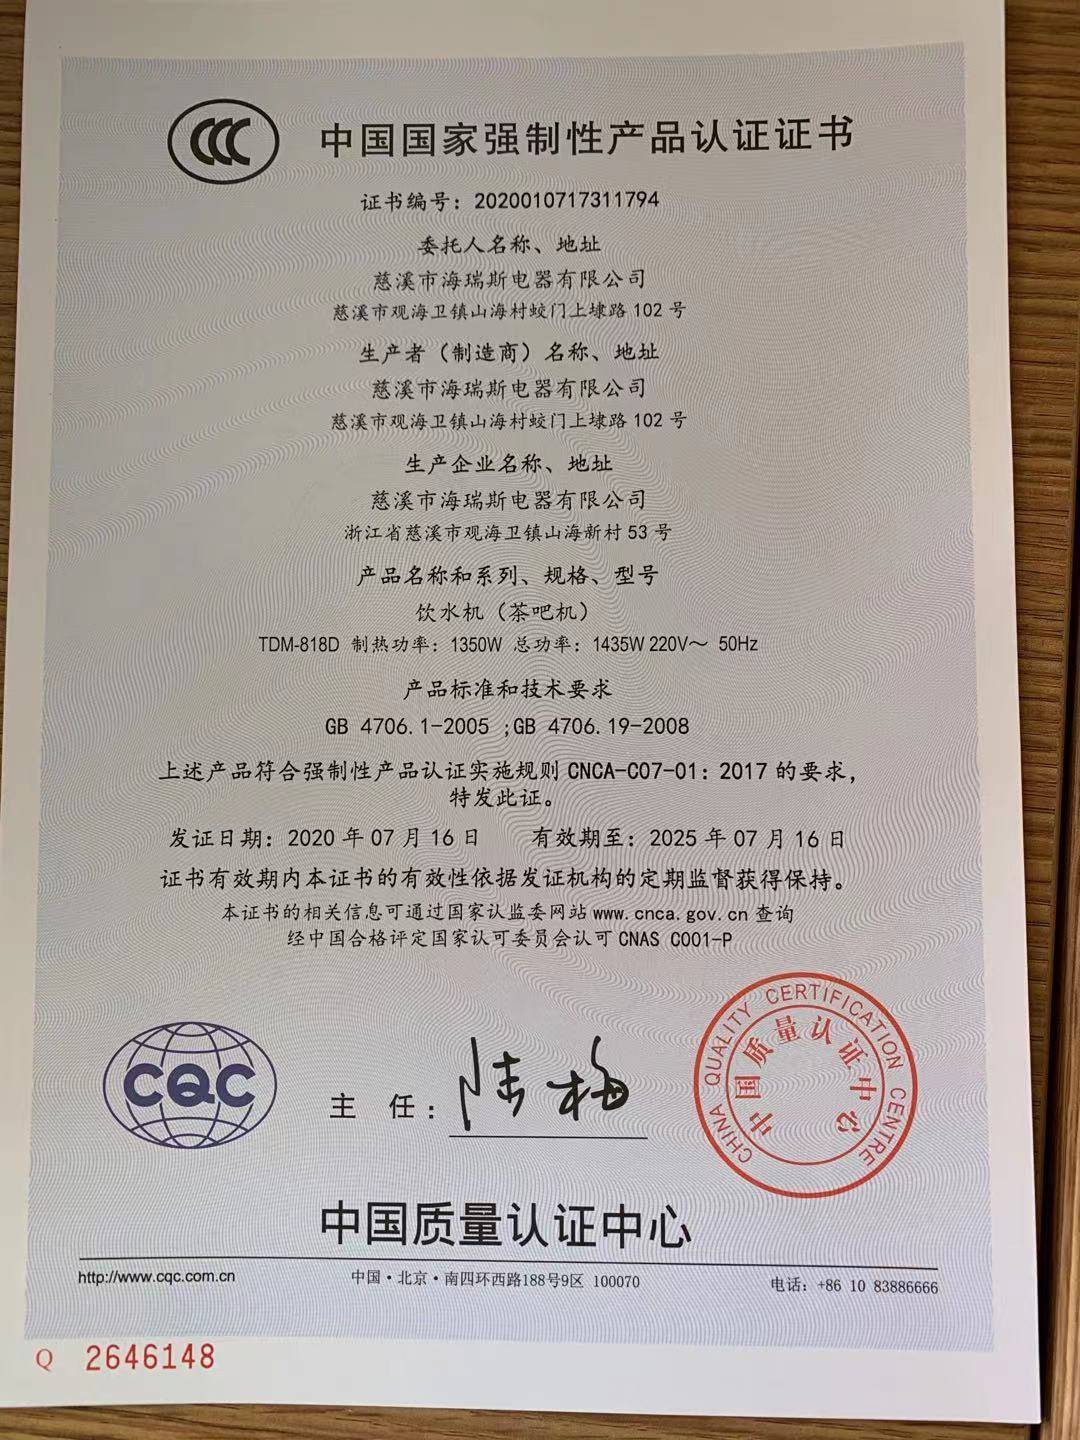 中国国家强制性产品认证证书
证书编号：2020010717311794
委托人名称、地址
慈溪市海瑞斯电器有限公司
慈溪市观海卫镇山海村蛟门上埭路 102 号
生产者（制造商）名称、地址
慈溪市海瑞斯电器有限公司
慈溪市观海卫镇山海村蛟门上埭路 102 号
生产企业名称、地址
慈溪市海瑞斯电器有限公司
浙江省慈溪市观海卫镇山海新村 53 号
产品名称和系列、规格、型号
饮水机（茶吧机）
TDM-818D 制热功率：1350W 总功率：1435W 220V～ 50Hz
产品标准和技术要求
GB 4706.1-2005 ;GB 4706.19-2008
上述产品符合强制性产品认证实施规则 CNCA-C07-01：2017 的要求，
特发此证。
发证日期：2020 年 07 月 16 日 有效期至：2025 年 07 月 16 日
证书有效期内本证书的有效性依据发证机构的定期监督获得保持。
本证书的相关信息可通过国家认监委网站 www.cnca.gov.cn 查询
经中国合格评定国家认可委员会认可 CNAS C001-P
CQC
主 任：陆梅
CHINA QUALITY CERTIFICATION CENTRE
中国质量认证中心
中国质量认证中心
http://www.cqc.com.cn 中国·北京·南四环西路188号9区 100070 电话：+86 10 83886666
Q 2646148